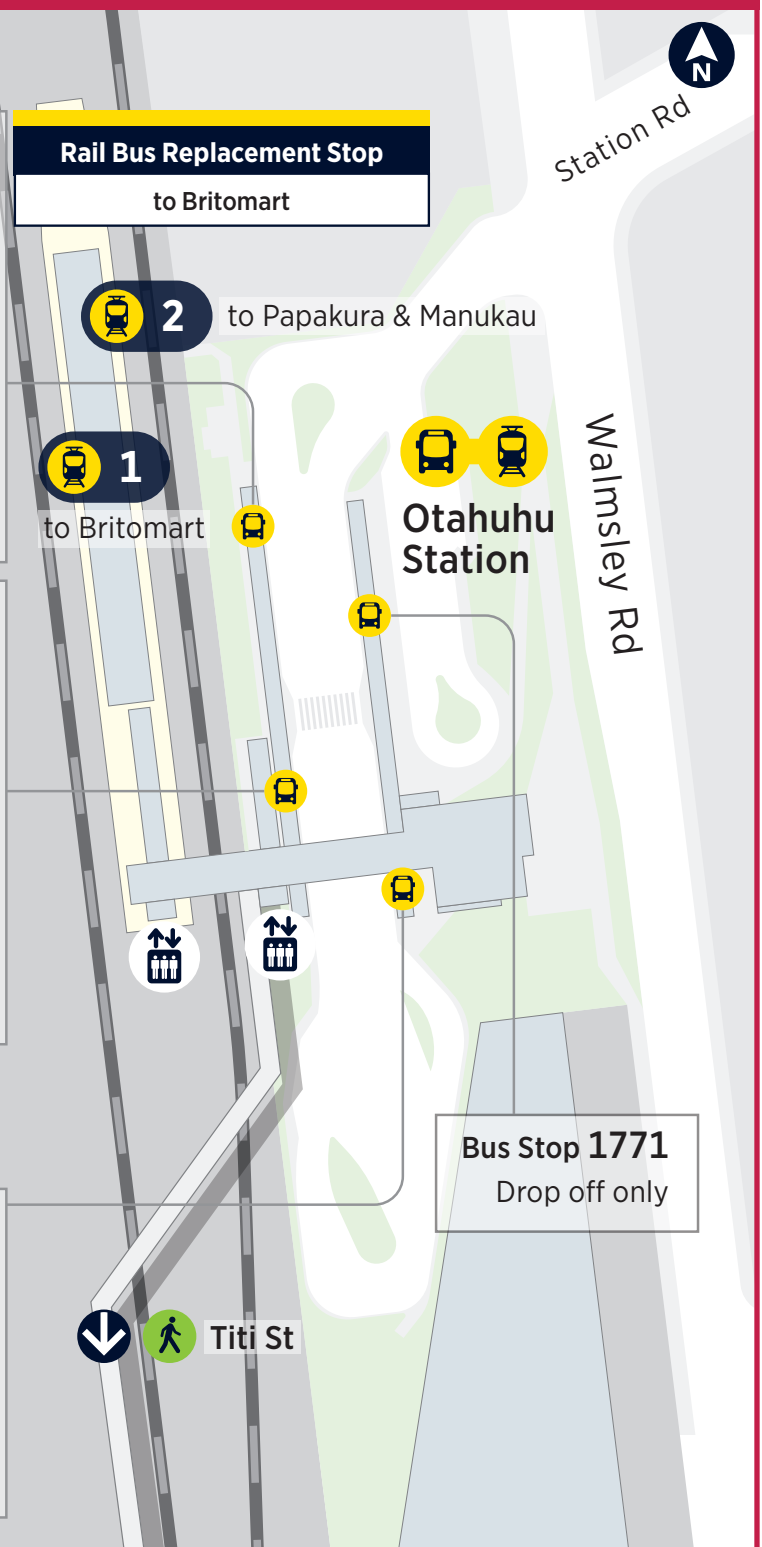 N
Station Rd
Rail Bus Replacement Stop
to Britomart
2
to Papakura & Manukau
1
to Britomart
Otahuhu
Station
Walmsley Rd
Bus Stop 1771
Drop off only
Titi St